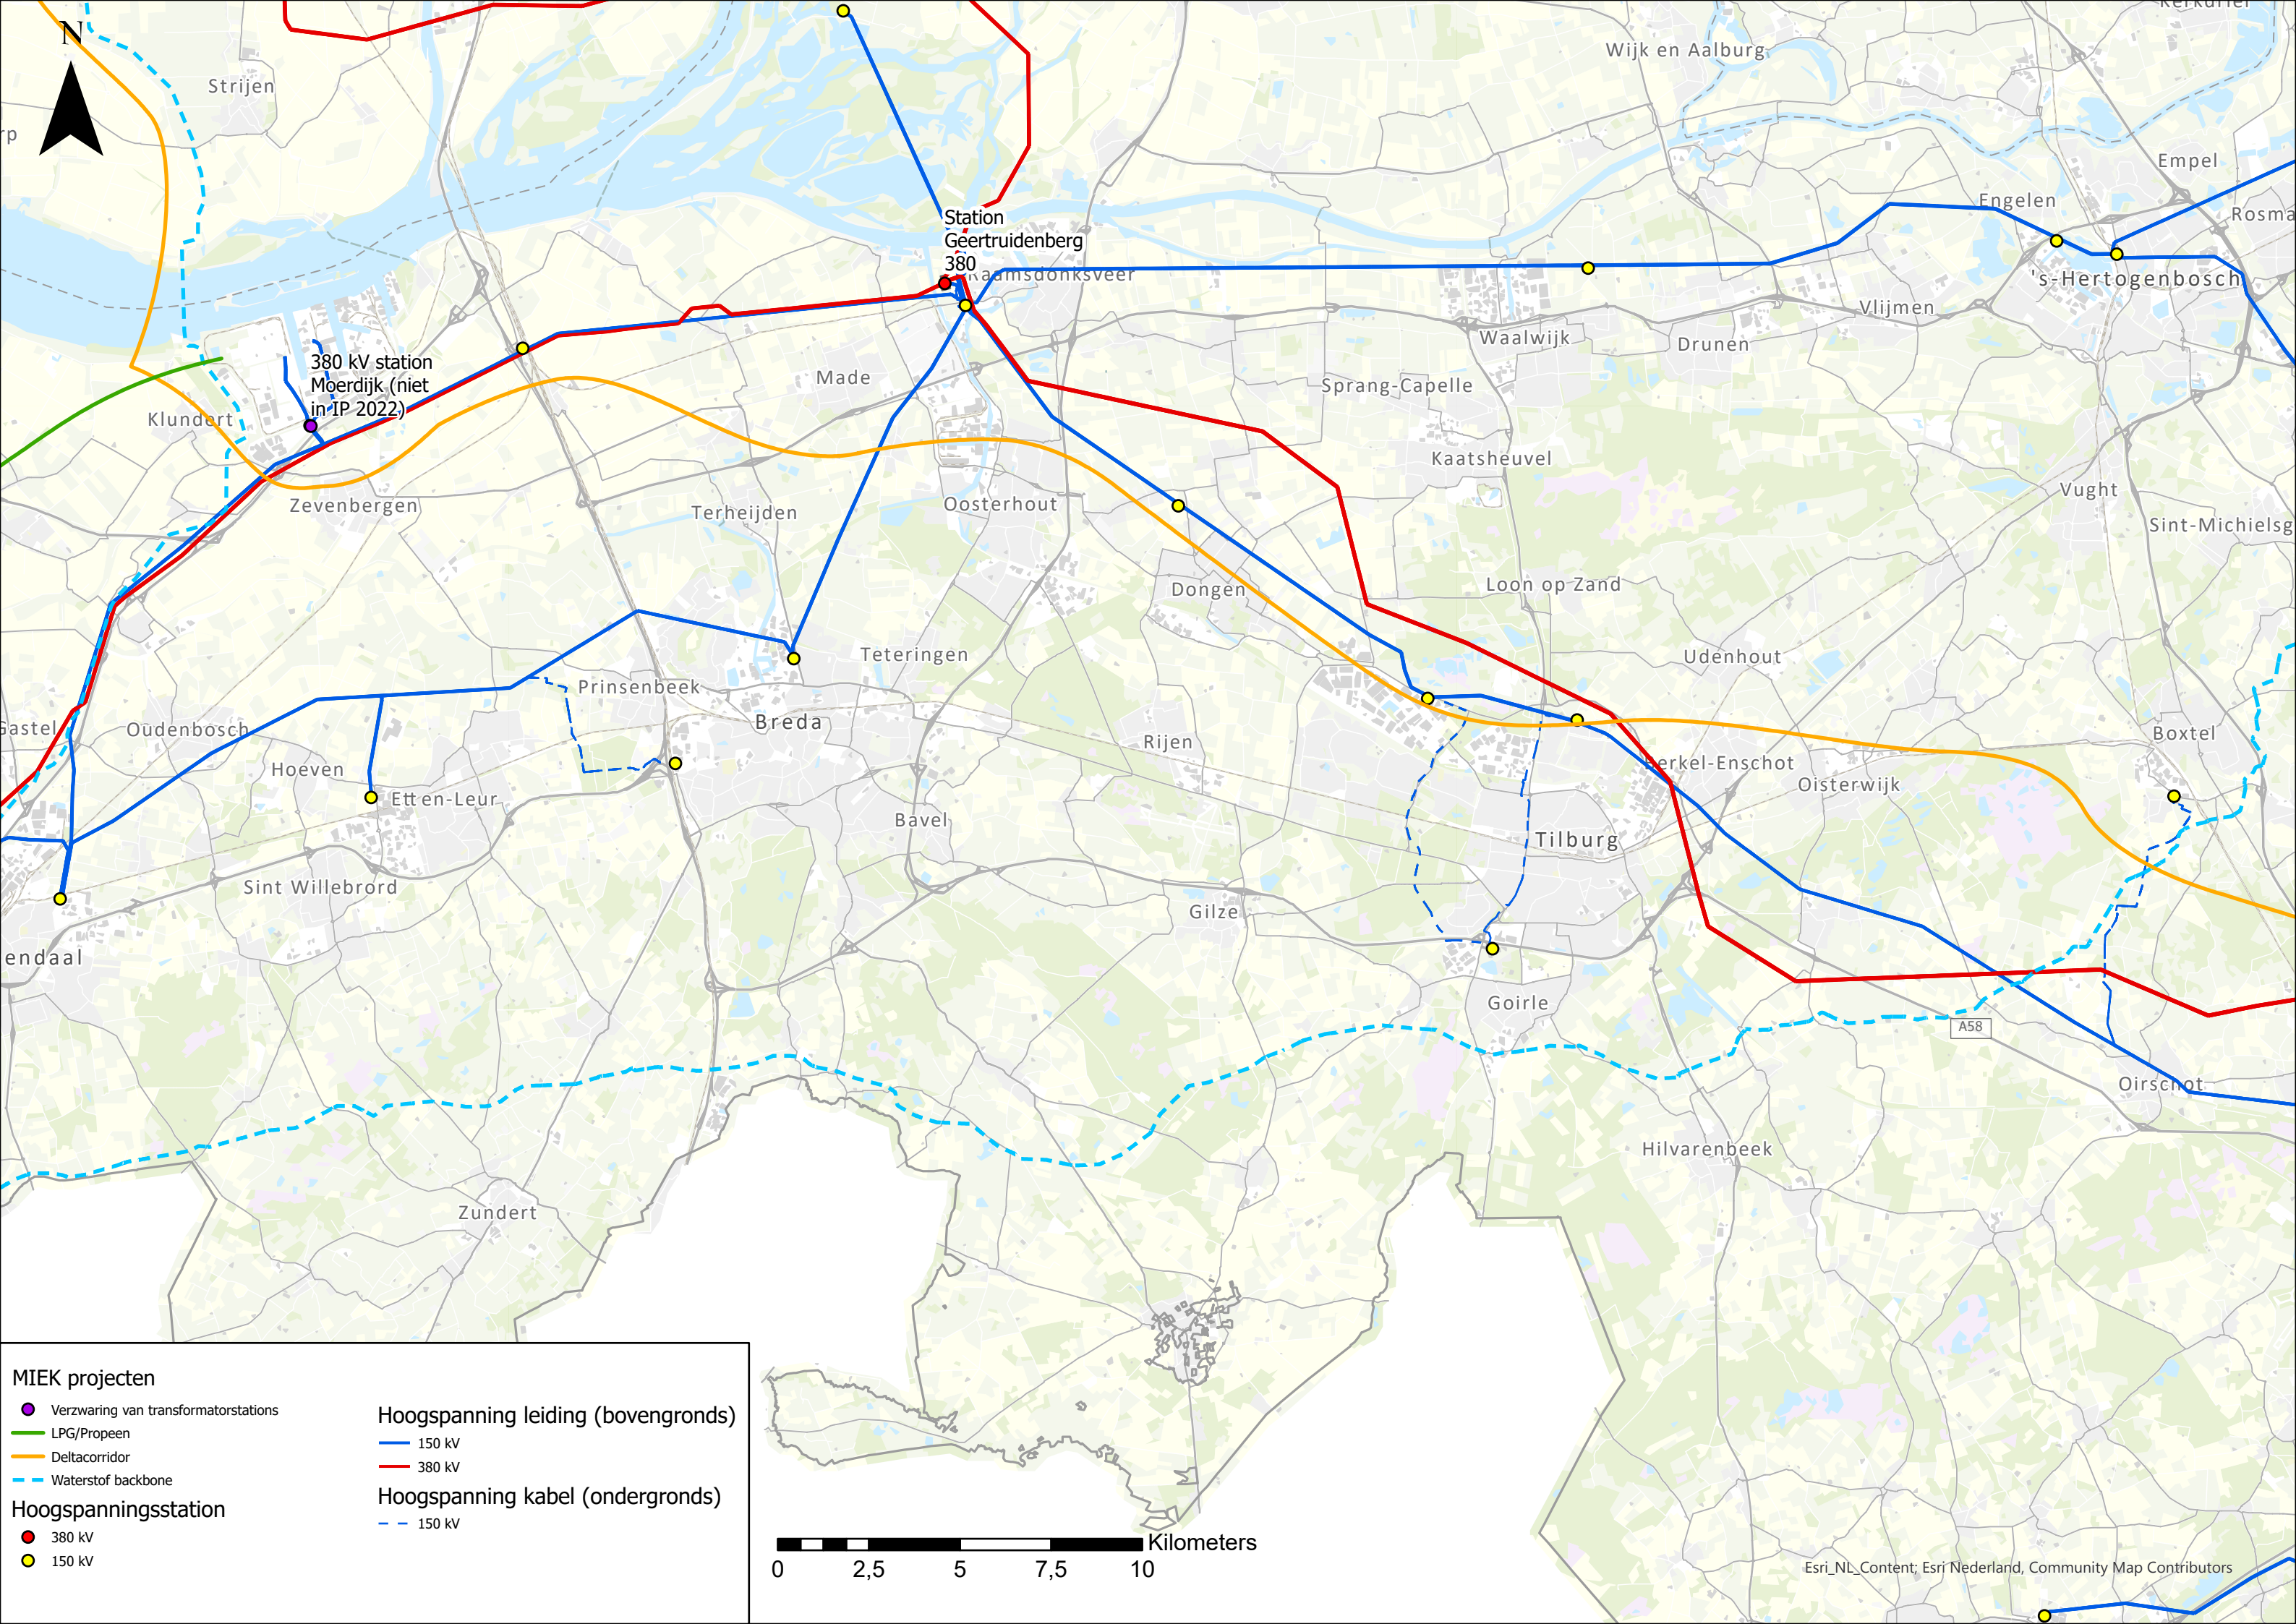 N
Kerkdriel
Strijen
Wijk en Aalburg
rp
Empel
Engelen
Rosma
Station
Geertruidenberg
380
Raamsdonksveer
's-Hertogenbosch
Vlijmen
Waalwijk
Drunen
380 kV station
Moerdijk (niet
in IP 2022)
Made
Sprang-Capelle
Klundert
Kaatsheuvel
Vught
Zevenbergen
Terheijden
Oosterhout
Sint-Michielsg
Dongen
Loon op Zand
Teteringen
Udenhout
Prinsenbeek
Breda
Gastel
Oudenbosch
Rijen
Boxtel
Hoeven
Etten-Leur
Berkel-Enschot
Oisterwijk
Bavel
Tilburg
Sint Willebrord
Gilze
endaal
Goirle
A58
Oirschot
Hilvarenbeek
Zundert
MIEK projecten
Verzwaring van transformatorstations
LPG/Propeen
Deltacorridor
Waterstof backbone
Hoogspanningsstation
380 kV
150 kV
Hoogspanning leiding (bovengronds)
150 kV
380 kV
Hoogspanning kabel (ondergronds)
150 kV
Kilometers
0 2,5 5 7,5 10
Esri_NL_Content; Esri Nederland, Community Map Contributors